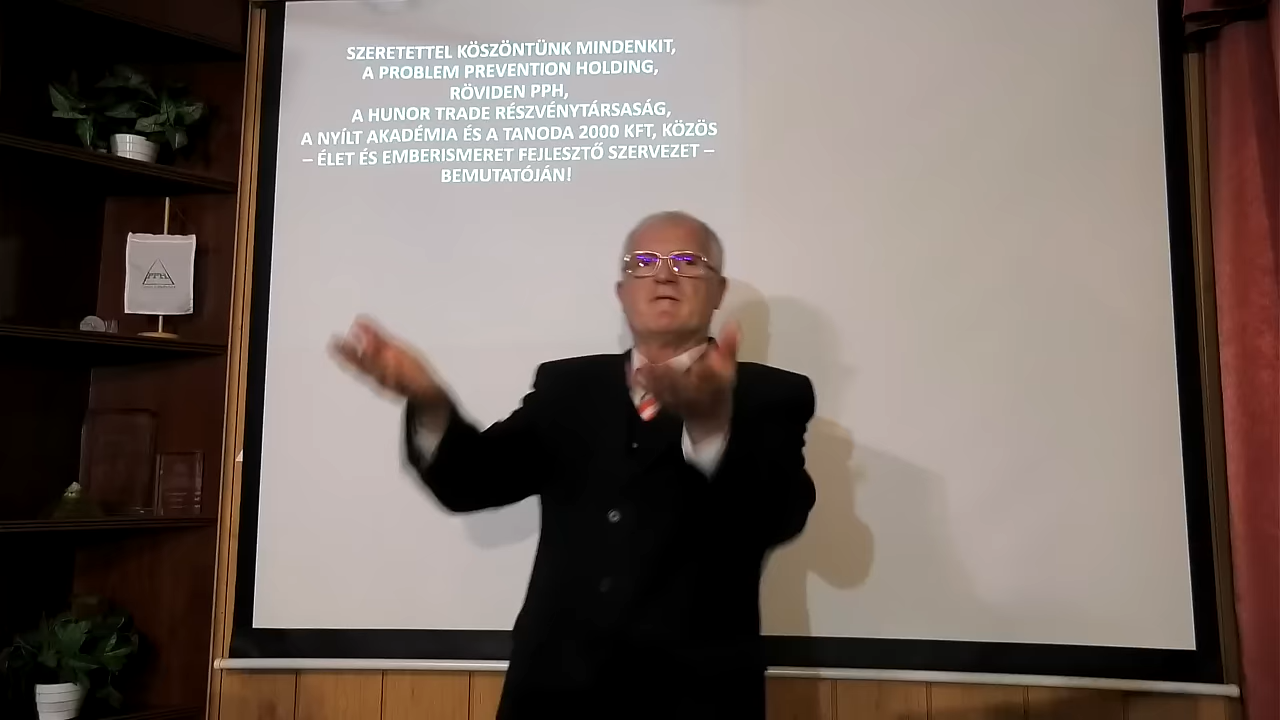 SZERETETTEL KÖSZÖNTÜNK MINDENKIT,
A PROBLEM PREVENTION HOLDING,
RÖVIDEN PPH,
A HUNOR TRADE RÉSZVÉNYTÁRSASÁG,
A NYÍLT AKADÉMIA ÉS A TANODA 2000 KFT, KÖZÖS
– ÉLET ÉS EMBERISMERET FEJLESZTŐ SZERVEZET –
BEMUTATÓJÁN!
PPH